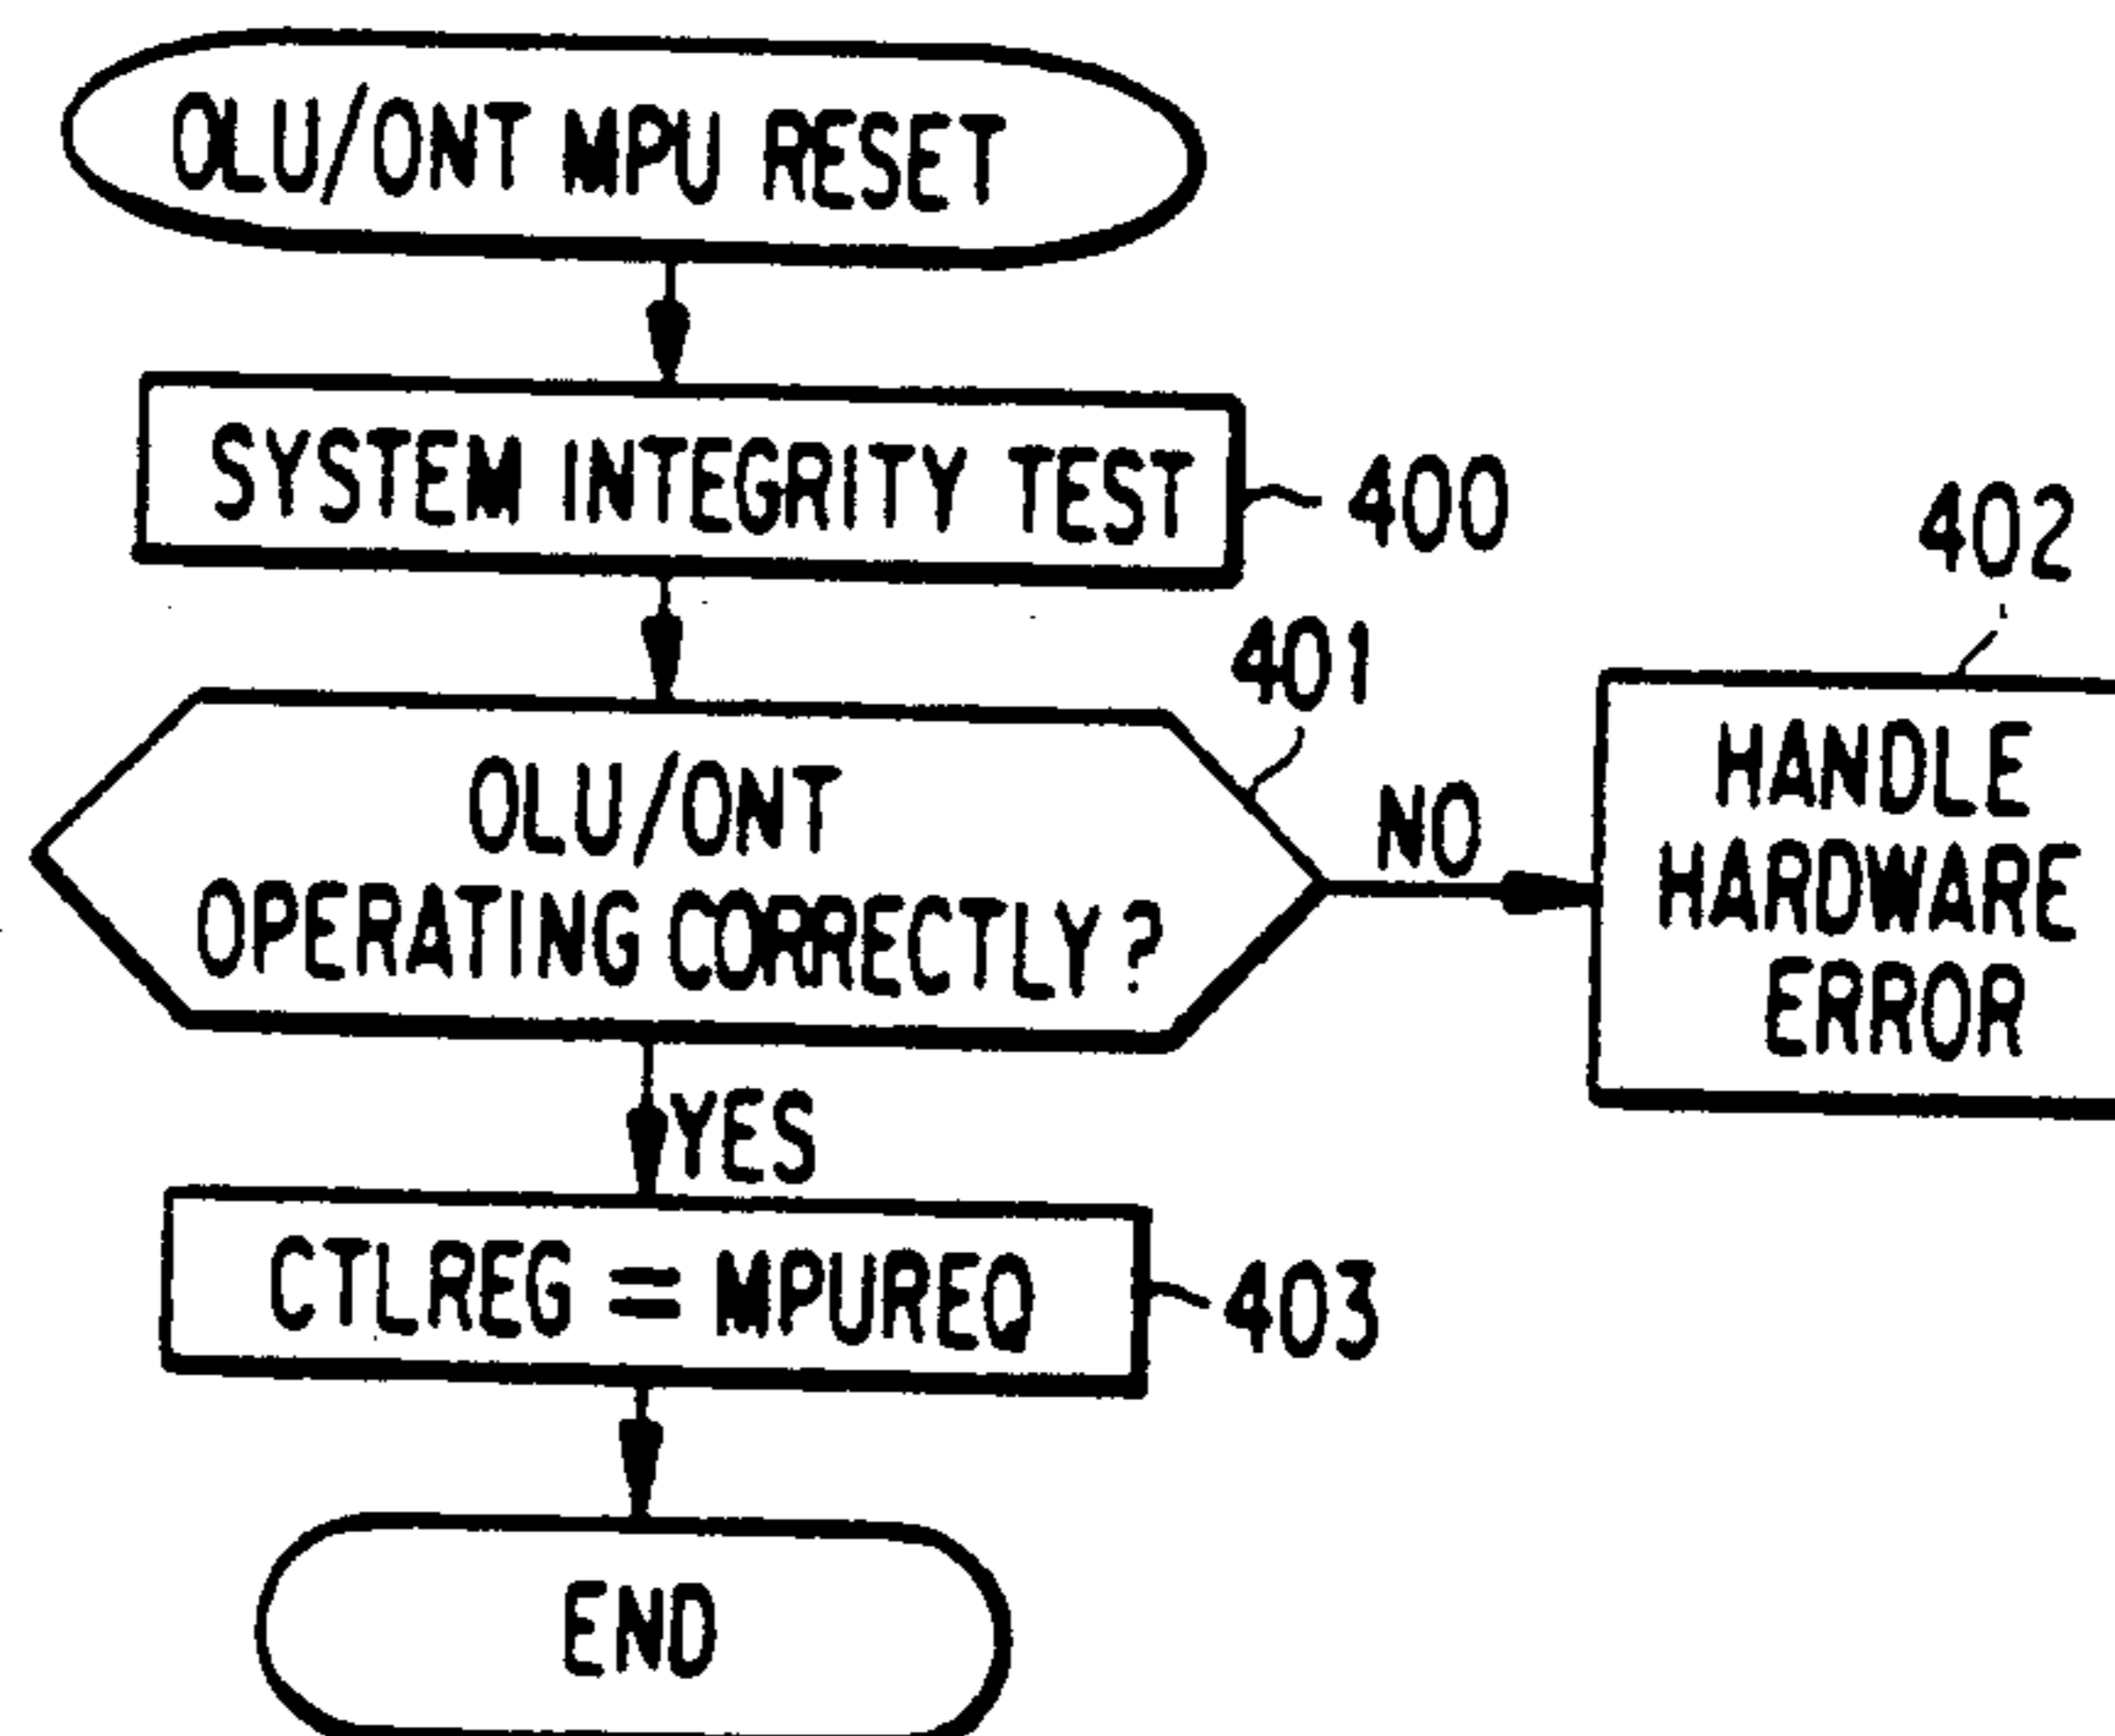 OLU/ONT MPU RESET
SYSTEM INTEGRITY TEST
400
402
401
OLU/ONT
OPERATING CORRECTLY?
NO
HANDLE
HARDWARE
ERROR
YES
CTLREG = MPUREQ
403
END